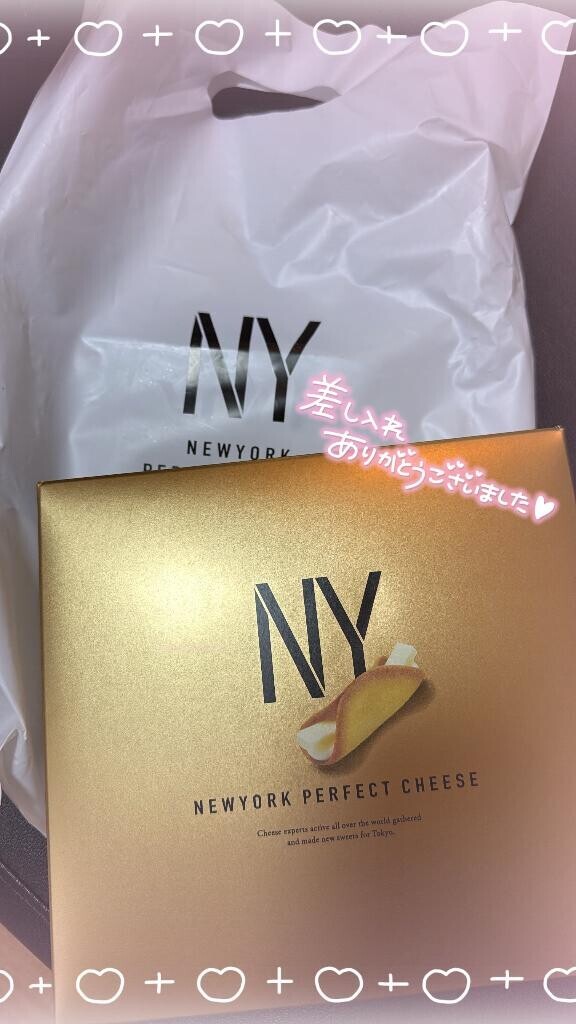 NY
NEWYORK
差し入れ
ありがとうございました♥
NY
NEWYORK PERFECT CHEESE
Cheese experts active all over the world gathered
and made new sweets for Tokyo.